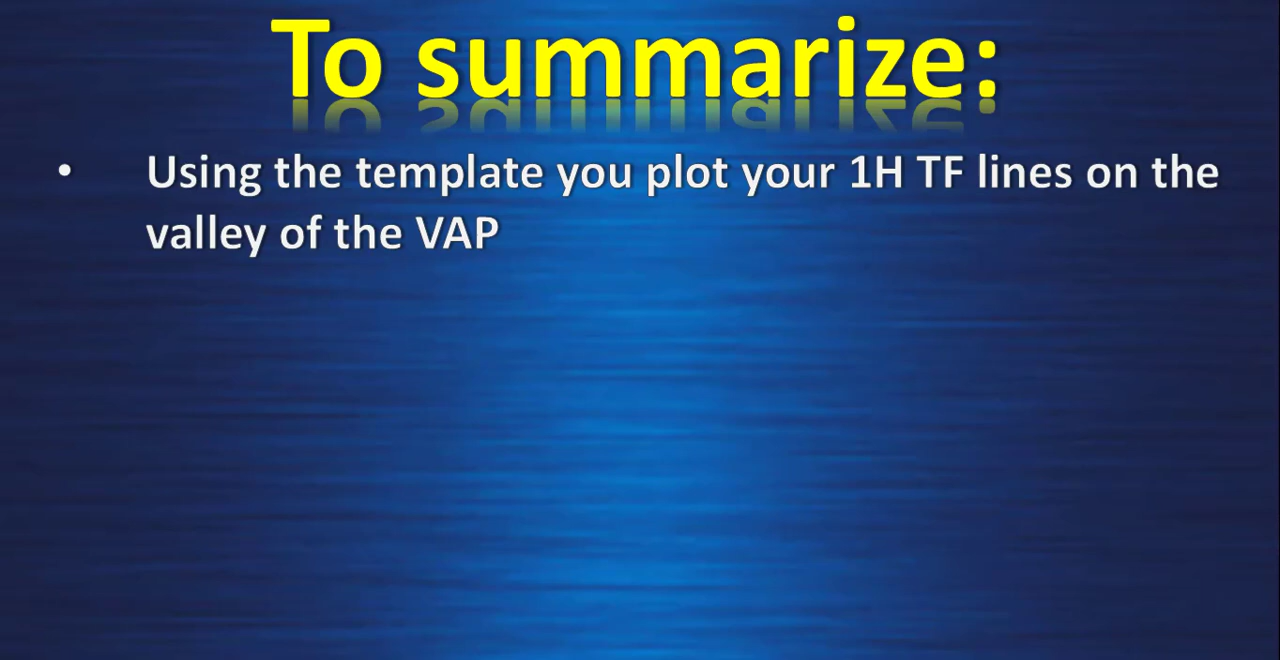 To summarize:
• Using the template you plot your 1H TF lines on the
valley of the VAP